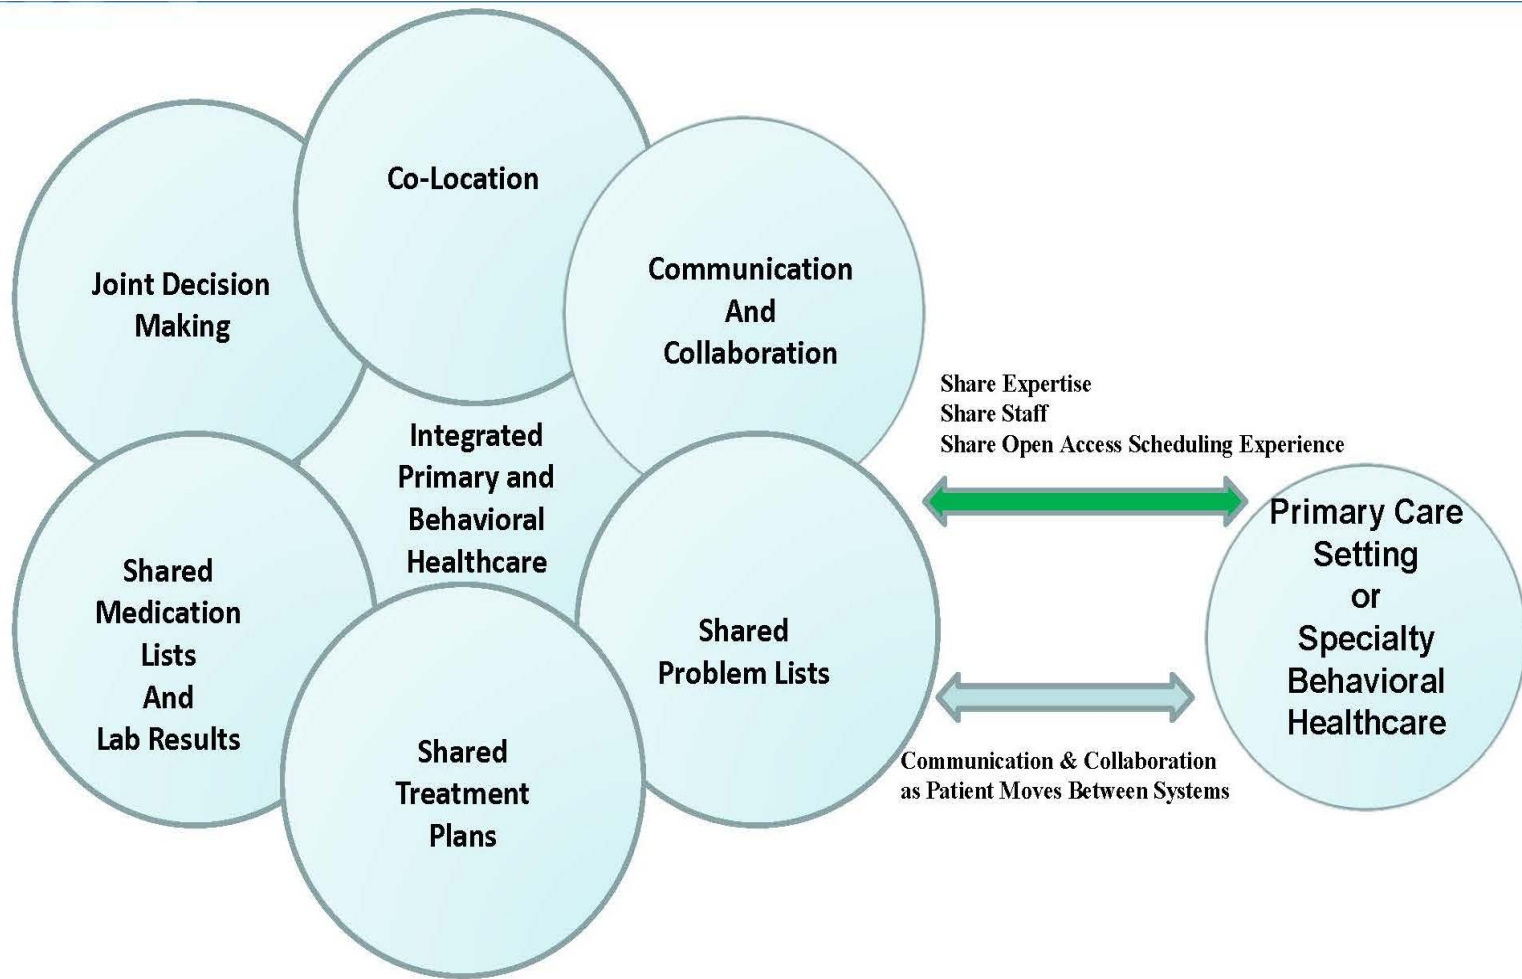 Co-Location
Joint Decision
Making
Communication
And
Collaboration
Integrated
Primary and
Behavioral
Healthcare
Shared
Medication
Lists
And
Lab Results
Shared
Treatment
Plans
Shared
Problem Lists
Share Expertise
Share Staff
Share Open Access Scheduling Experience
Communication & Collaboration
as Patient Moves Between Systems
Primary Care
Setting
or
Specialty
Behavioral
Healthcare